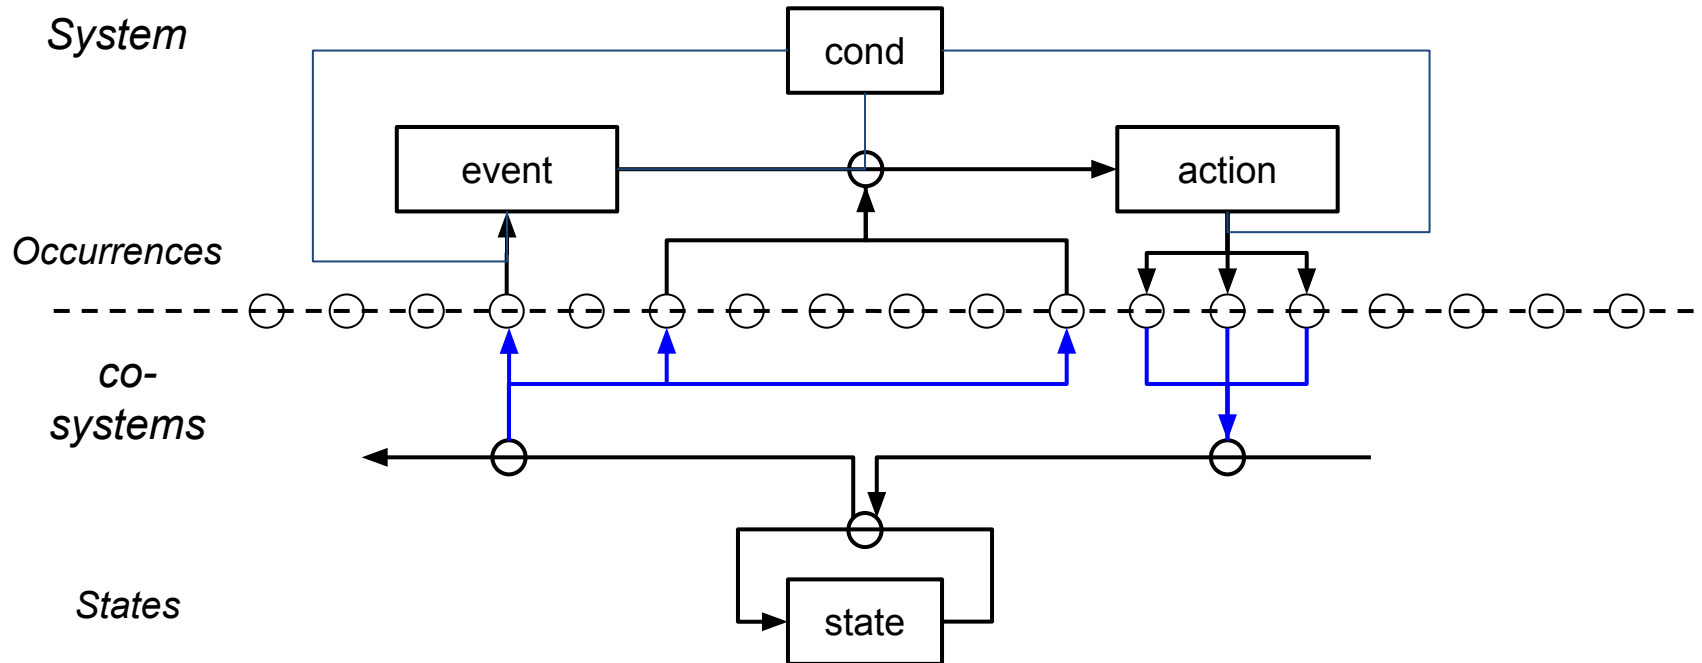 System
cond
event
action
Occurrences
co-
systems
States
state